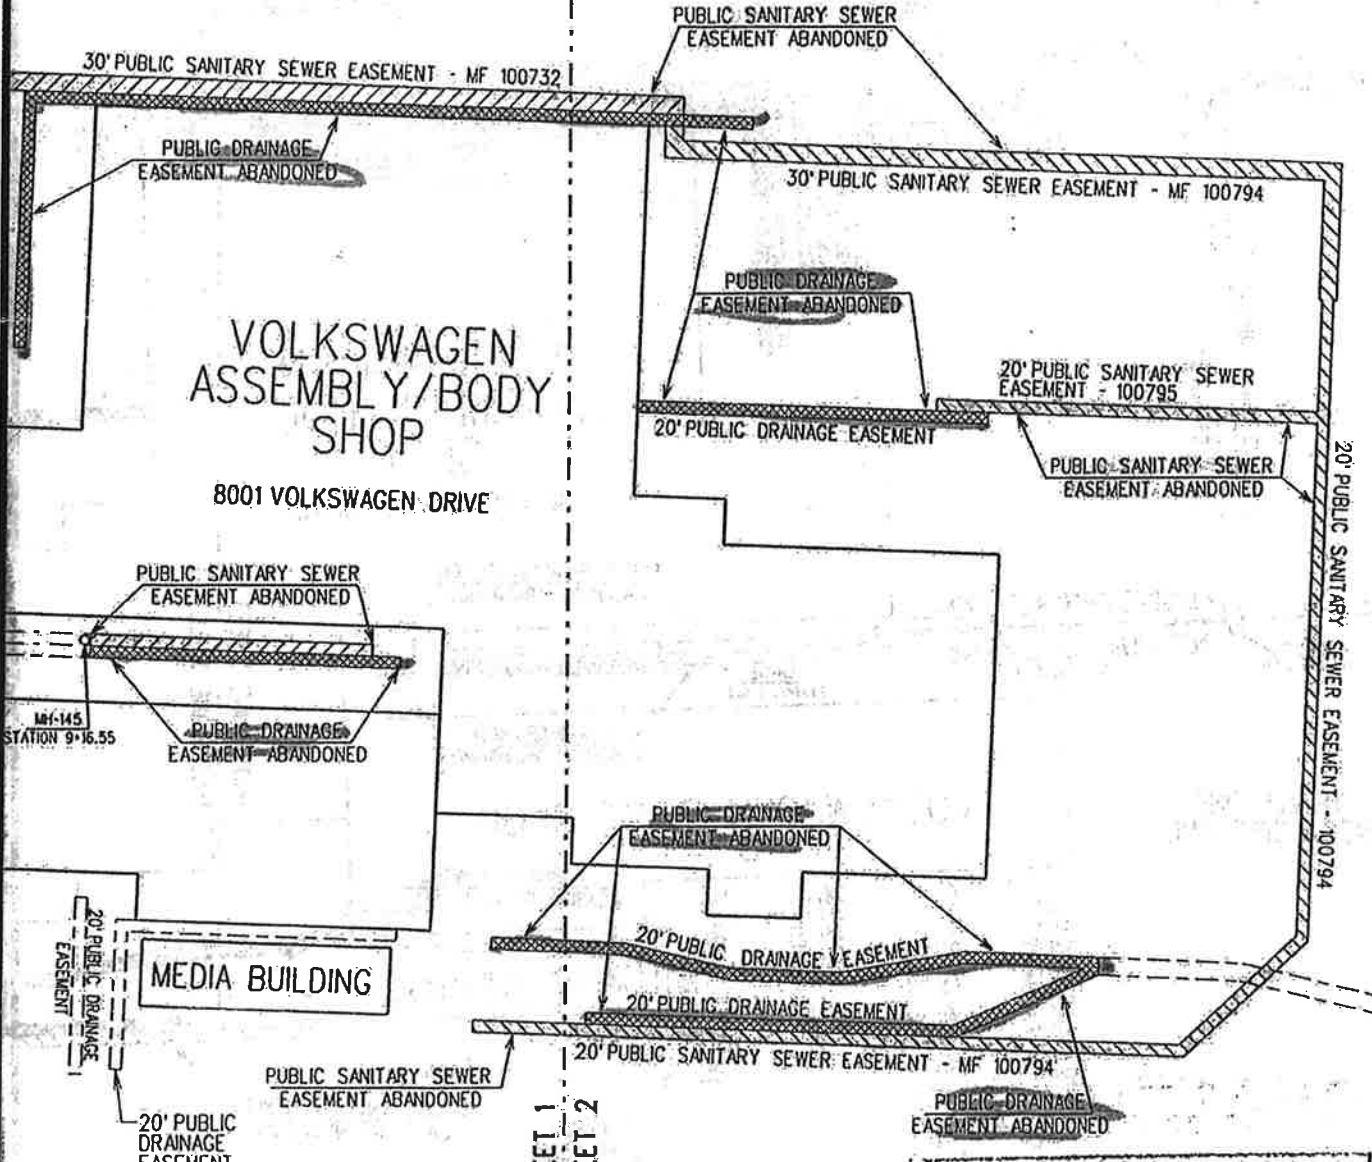 PUBLIC SANITARY SEWER
EASEMENT ABANDONED
30' PUBLIC SANITARY SEWER EASEMENT - MF 100732
PUBLIC DRAINAGE
EASEMENT ABANDONED
30' PUBLIC SANITARY SEWER EASEMENT - MF 100794
PUBLIC DRAINAGE
EASEMENT ABANDONED
VOLKSWAGEN
ASSEMBLY/BODY
SHOP
8001 VOLKSWAGEN DRIVE
20' PUBLIC SANITARY SEWER
EASEMENT - 100795
20' PUBLIC DRAINAGE EASEMENT
PUBLIC SANITARY SEWER
EASEMENT ABANDONED
20' PUBLIC SANITARY SEWER EASEMENT - 100794
PUBLIC SANITARY SEWER
EASEMENT ABANDONED
MH-145
STATION 9+16.55
PUBLIC DRAINAGE
EASEMENT ABANDONED
PUBLIC DRAINAGE
EASEMENT ABANDONED
20' PUBLIC DRAINAGE EASEMENT
20' PUBLIC DRAINAGE
EASEMENT
MEDIA BUILDING
20' PUBLIC DRAINAGE EASEMENT
20' PUBLIC SANITARY SEWER EASEMENT - MF 100794
PUBLIC SANITARY SEWER
EASEMENT ABANDONED
PUBLIC DRAINAGE
EASEMENT ABANDONED
20' PUBLIC
DRAINAGE
EASEMENT
ET 1
ET 2